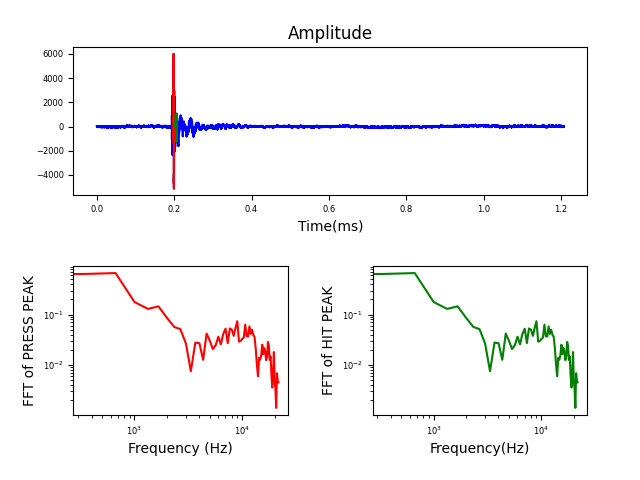 Amplitude
6000
4000
2000
0
−2000
−4000
0.0 0.2 0.4 0.6 0.8 1.0 1.2
Time(ms)
FFT of PRESS PEAK
10⁻¹
10⁻²
10³ 10⁴
Frequency (Hz)
FFT of HIT PEAK
10⁻¹
10⁻²
10³ 10⁴
Frequency(Hz)